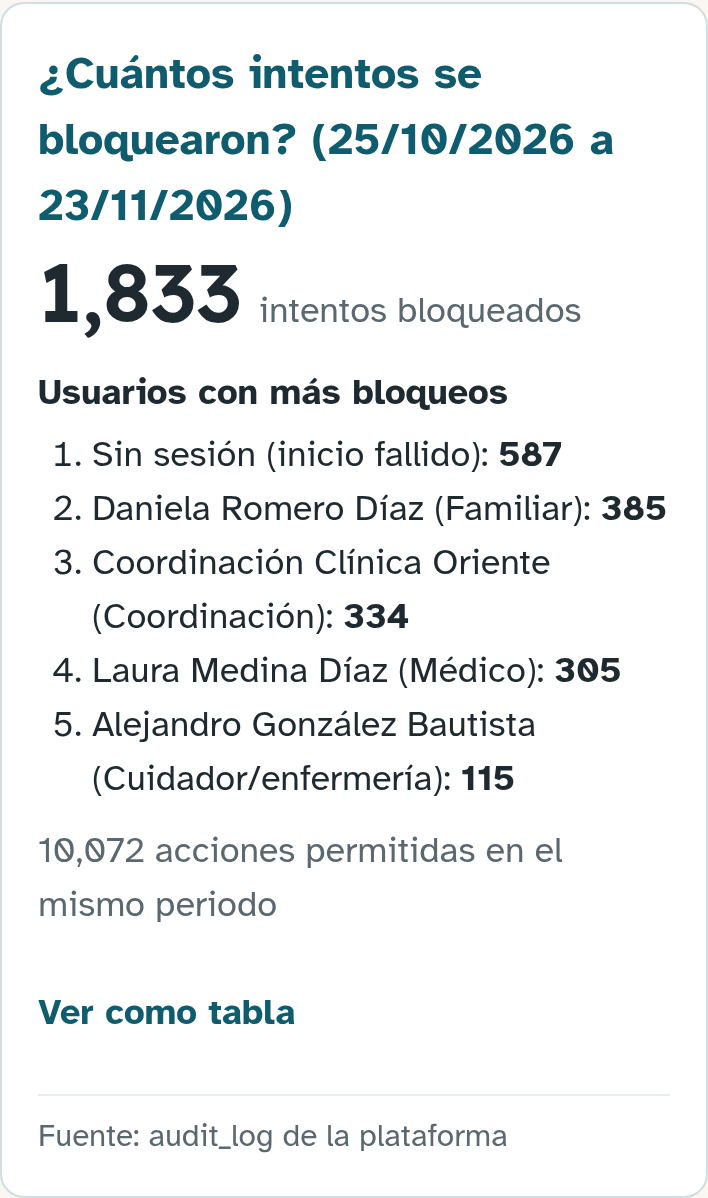 ¿Cuántos intentos se
bloquearon? (25/10/2026 a
23/11/2026)
1,833 intentos bloqueados
Usuarios con más bloqueos
1. Sin sesión (inicio fallido): 587
2. Daniela Romero Díaz (Familiar): 385
3. Coordinación Clínica Oriente
(Coordinación): 334
4. Laura Medina Díaz (Médico): 305
5. Alejandro González Bautista
(Cuidador/enfermería): 115
10,072 acciones permitidas en el
mismo periodo
Ver como tabla
Fuente: audit_log de la plataforma